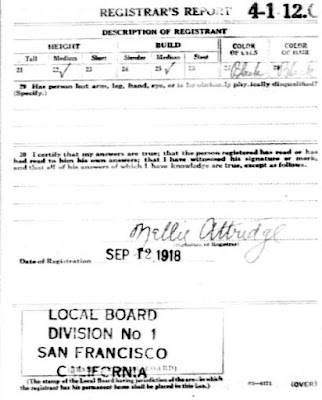 REGISTRAR'S REPORT 4-1-12.C
DESCRIPTION OF REGISTRANT
HEIGHT BUILD COLOR OF EYES COLOR OF HAIR
Tall Medium Short Slender Medium Stout
21 22 ✓ 23 24 25 ✓ 26 27 Black 28 Black
29 Has person lost arm, leg, hand, eye, or is he obviously physically disqualified?
(Specify.)
30 I certify that my answers are true; that the person registered has read or has
had read to him his own answers; that I have witnessed his signature or mark,
and that all of his answers of which I have knowledge are true, except as follows.
Nellie Attridge
(Signature of Registrar)
Date of Registration SEP 12 1918
LOCAL BOARD
DIVISION No 1
SAN FRANCISCO
CALIFORNIA
(The stamp of the Local Board having jurisdiction of the area in which
the registrant has his permanent home shall be placed in this box.)
(OVER)